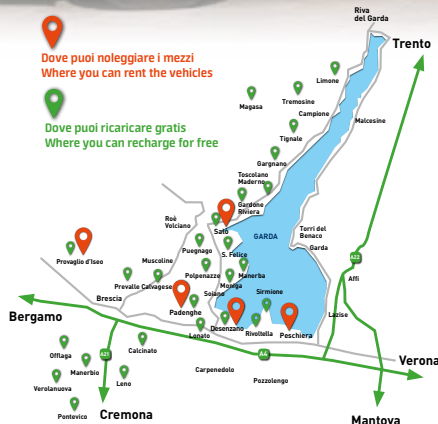 Riva
del Garda
Trento
Dove puoi noleggiare i mezzi
Where you can rent the vehicles
Dove puoi ricaricare gratis
Where you can recharge for free
Limone
Magasa
Tremosine
Campione
Malcesine
Tignale
Gargnano
Toscolano
Maderno
Gardone
Riviera
Roè
Volciano
Salò
GARDA
Torri del
Benaco
Garda
Puegnago
S. Felice
Provaglio d'Iseo
Muscoline
Polpenazze
Manerba
A22
Affi
Prevalle
Calvagese
Moniga
Soiano
Sirmione
Brescia
Padenghe
Desenzano
Rivoltella
Peschiera
Lazise
Bergamo
Lonato
Calcinato
Offlaga
Manerbio
A21
A4
Verona
Verolanuova
Leno
Carpenedolo
Pozzolengo
Pontevico
Cremona
Mantova